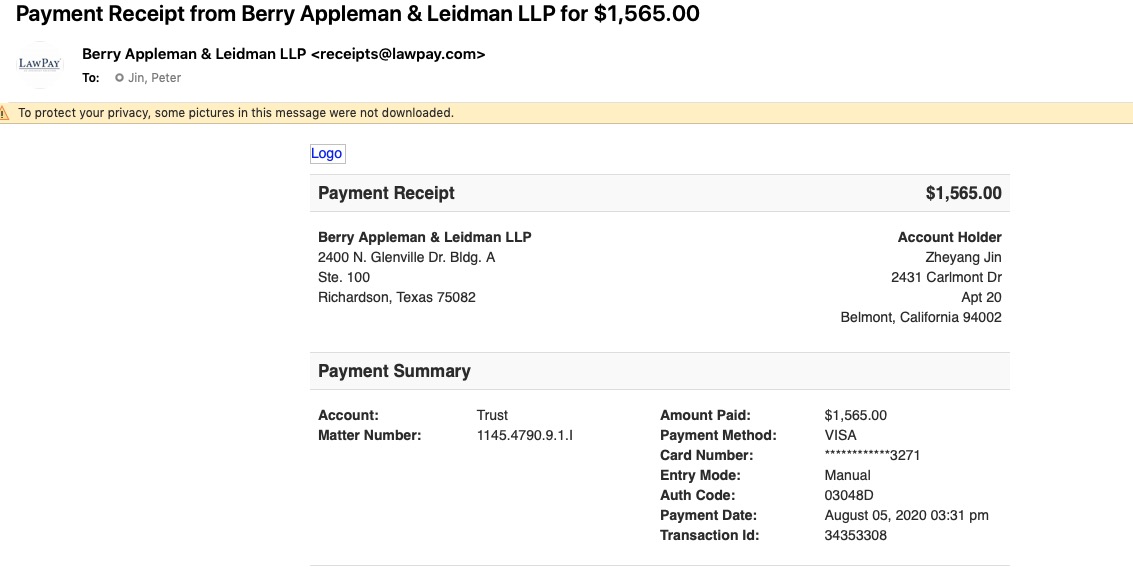 Payment Receipt from Berry Appleman & Leidman LLP for $1,565.00
LAWPAY
Berry Appleman & Leidman LLP <receipts@lawpay.com>
To: Jin, Peter
To protect your privacy, some pictures in this message were not downloaded.
Logo
Payment Receipt $1,565.00
Berry Appleman & Leidman LLP Account Holder
2400 N. Glenville Dr. Bldg. A Zheyang Jin
Ste. 100 2431 Carlmont Dr
Richardson, Texas 75082 Apt 20
Belmont, California 94002
Payment Summary
Account: Trust Amount Paid: $1,565.00
Matter Number: 1145.4790.9.1.I Payment Method: VISA
Card Number: ************3271
Entry Mode: Manual
Auth Code: 03048D
Payment Date: August 05, 2020 03:31 pm
Transaction Id: 34353308